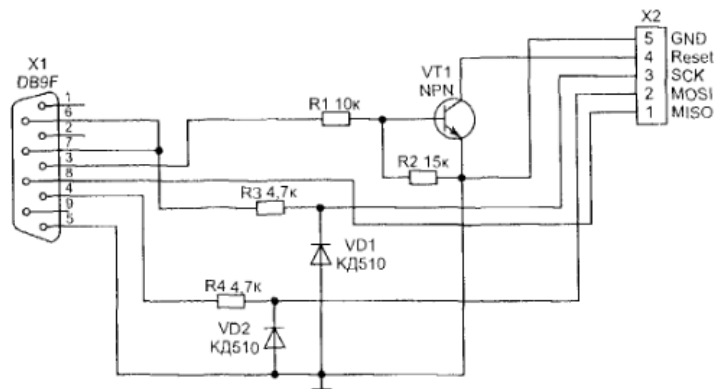 X1
DB9F
1
6
2
7
3
8
4
9
5
R1 10к
VT1
NPN
R2 15к
R3 4,7к
VD1
КД510
R4 4,7к
VD2
КД510
X2
5 GND
4 Reset
3 SCK
2 MOSI
1 MISO